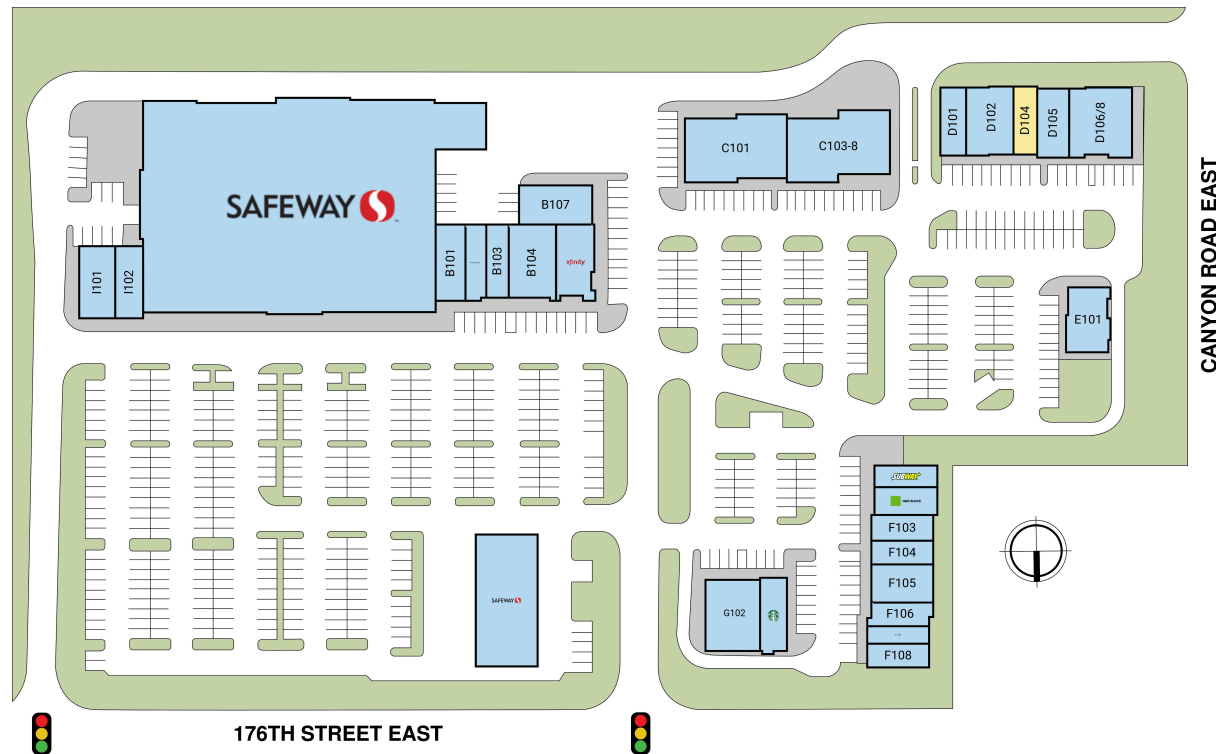 SAFEWAY
I101
I102
B101
B103
B104
B107
xfinity
C101
C103-8
D101
D102
D104
D105
D106/8
E101
CANYON ROAD EAST
SUBWAY
H&R BLOCK
F103
F104
F105
F106
F108
G102
SAFEWAY
176TH STREET EAST